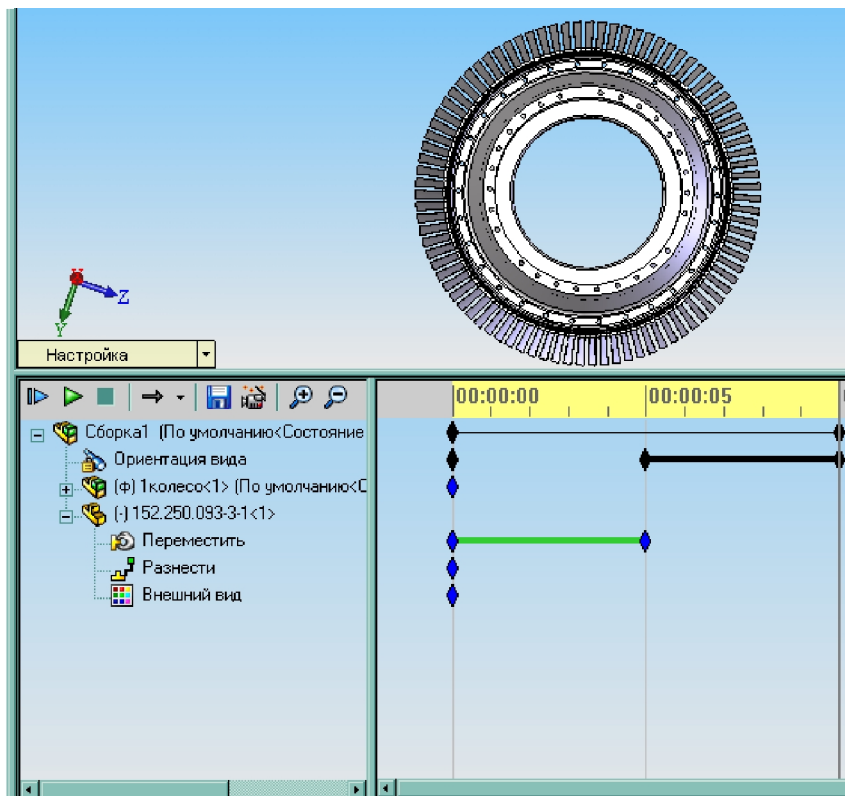 Z
Y
Настройка
00:00:00 00:00:05
Сборка1 (По умолчанию<Состояние
Ориентация вида
(ф) 1колесо<1> (По умолчанию<С
(-) 152.250.093-3-1<1>
Переместить
Разнести
Внешний вид